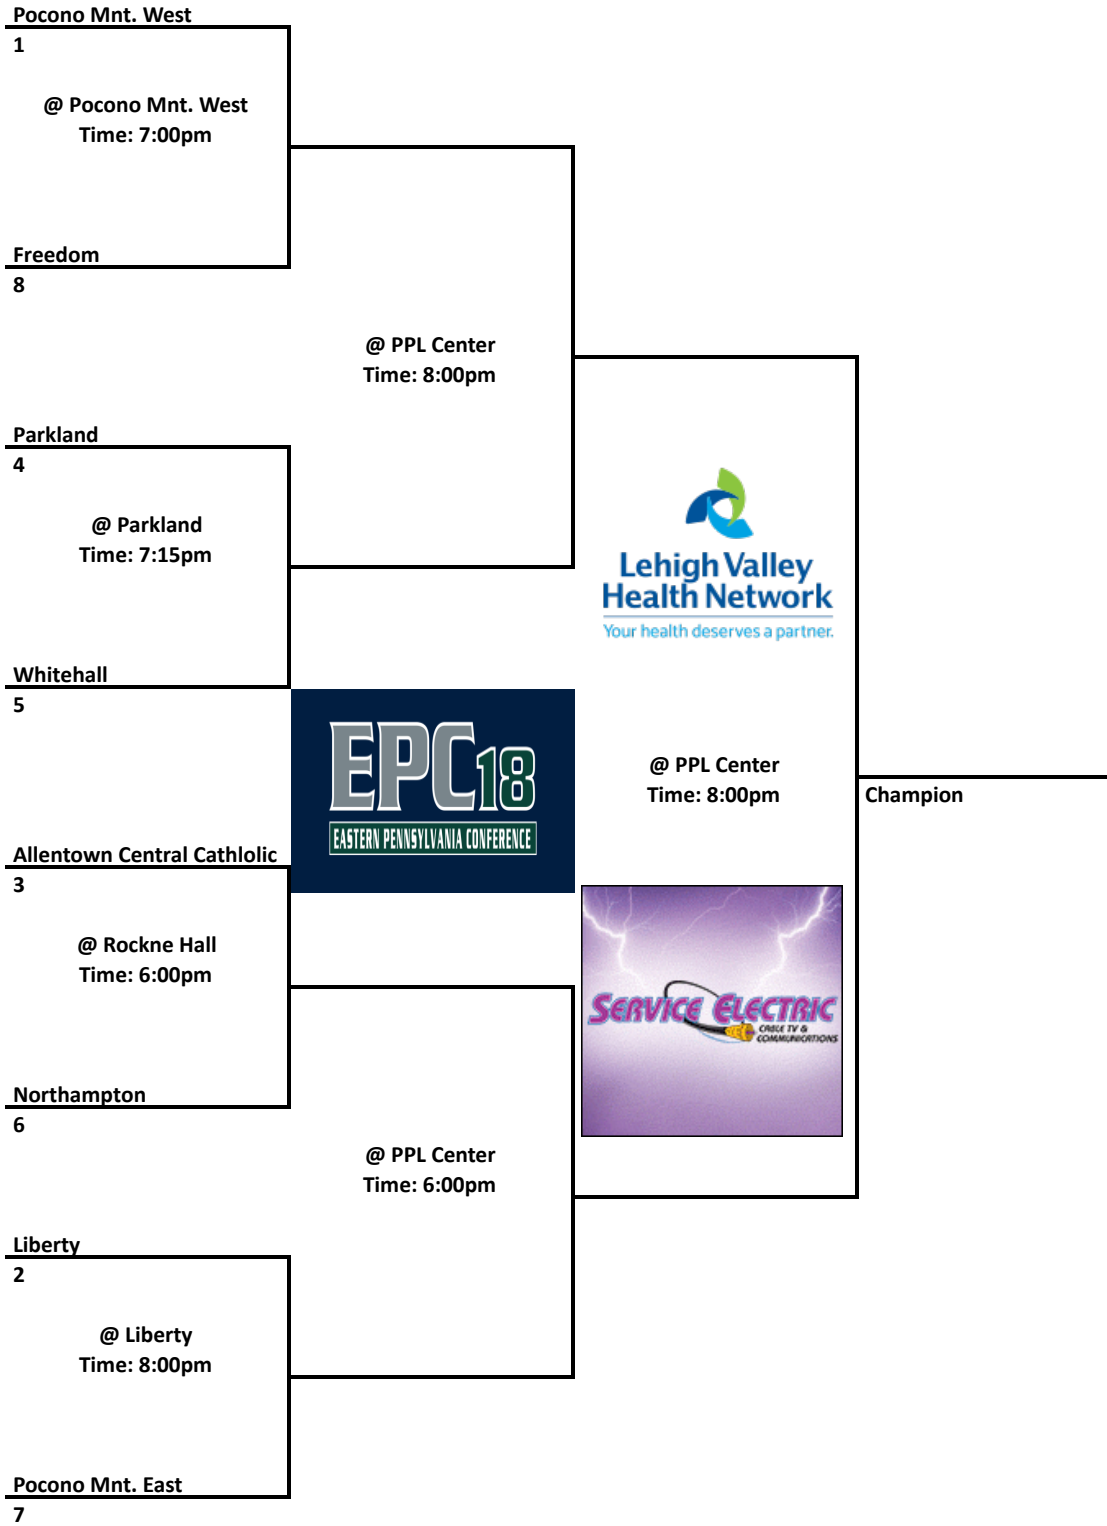 Pocono Mnt. West
1
@ Pocono Mnt. West
Time: 7:00pm
Freedom
8
@ PPL Center
Time: 8:00pm
Parkland
4
@ Parkland
Time: 7:15pm
Lehigh Valley
Health Network
Your health deserves a partner.
Whitehall
5
EPC18
EASTERN PENNSYLVANIA CONFERENCE
@ PPL Center
Time: 8:00pm
Champion
Allentown Central Cathlolic
3
@ Rockne Hall
Time: 6:00pm
SERVICE ELECTRIC
CABLE TV &
COMMUNICATIONS
Northampton
6
@ PPL Center
Time: 6:00pm
Liberty
2
@ Liberty
Time: 8:00pm
Pocono Mnt. East
7